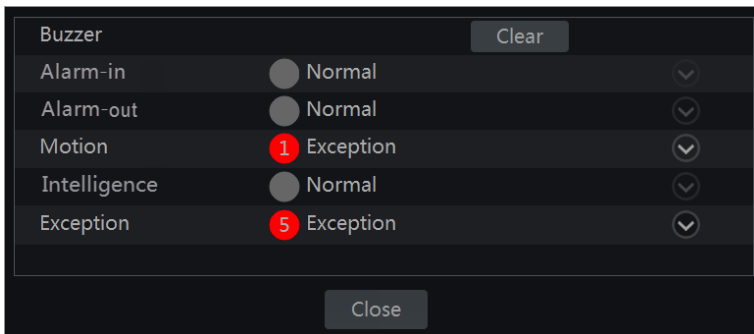 Buzzer Clear
Alarm-in Normal
Alarm-out Normal
Motion 1 Exception
Intelligence Normal
Exception 5 Exception
Close